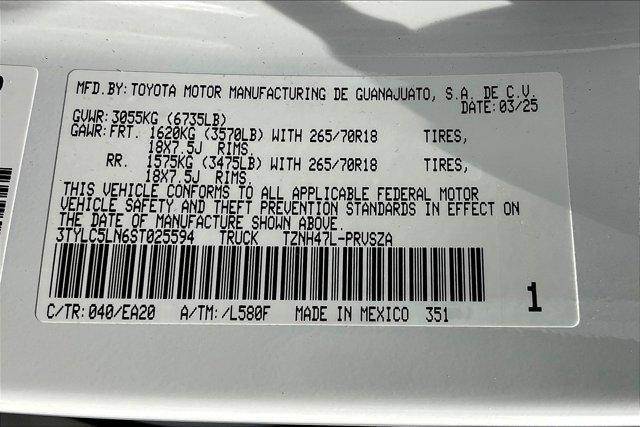 MFD.BY: TOYOTA MOTOR MANUFACTURING DE GUANAJUATO, S.A. DE C.V.
DATE: 03/25
GVWR: 3055KG (6735LB)
GAWR: FRT. 1620KG (3570LB) WITH 265/70R18 TIRES,
18X7.5J RIMS.
RR. 1575KG (3475LB) WITH 265/70R18 TIRES,
18X7.5J RIMS.
THIS VEHICLE CONFORMS TO ALL APPLICABLE FEDERAL MOTOR
VEHICLE SAFETY AND THEFT PREVENTION STANDARDS IN EFFECT ON
THE DATE OF MANUFACTURE SHOWN ABOVE.
3TYLC5LN6ST025594 TRUCK TZNH47L-PRVSZA
1
C/TR: 040/EA20 A/TM: /L580F MADE IN MEXICO 351